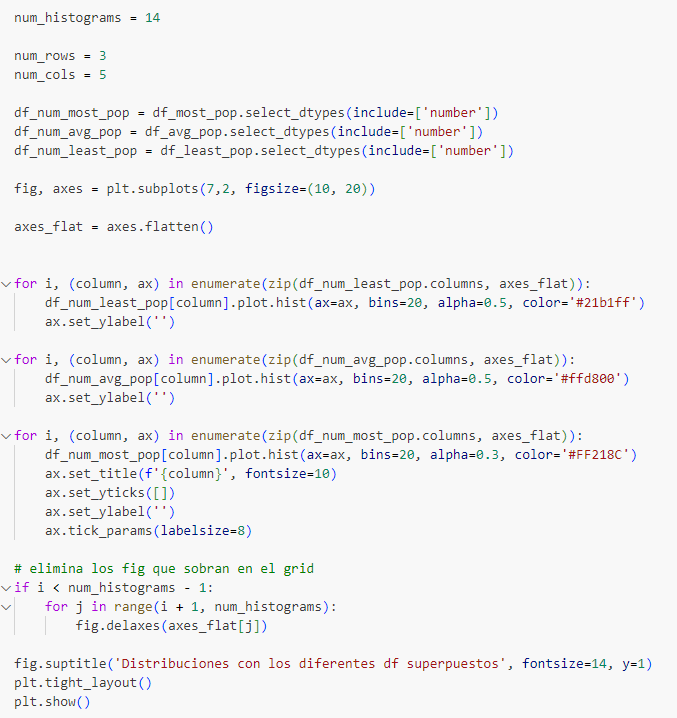 num_histograms = 14
num_rows = 3
num_cols = 5
df_num_most_pop = df_most_pop.select_dtypes(include=['number'])
df_num_avg_pop = df_avg_pop.select_dtypes(include=['number'])
df_num_least_pop = df_least_pop.select_dtypes(include=['number'])
fig, axes = plt.subplots(7,2, figsize=(10, 20))
axes_flat = axes.flatten()
for i, (column, ax) in enumerate(zip(df_num_least_pop.columns, axes_flat)):
    df_num_least_pop[column].plot.hist(ax=ax, bins=20, alpha=0.5, color='#21b1ff')
    ax.set_ylabel('')
for i, (column, ax) in enumerate(zip(df_num_avg_pop.columns, axes_flat)):
    df_num_avg_pop[column].plot.hist(ax=ax, bins=20, alpha=0.5, color='#ffd800')
    ax.set_ylabel('')
for i, (column, ax) in enumerate(zip(df_num_most_pop.columns, axes_flat)):
    df_num_most_pop[column].plot.hist(ax=ax, bins=20, alpha=0.3, color='#FF218C')
    ax.set_title(f'{column}', fontsize=10)
    ax.set_yticks([])
    ax.set_ylabel('')
    ax.tick_params(labelsize=8)
# elimina los fig que sobran en el grid
if i < num_histograms - 1:
    for j in range(i + 1, num_histograms):
        fig.delaxes(axes_flat[j])
fig.suptitle('Distribuciones con los diferentes df superpuestos', fontsize=14, y=1)
plt.tight_layout()
plt.show()